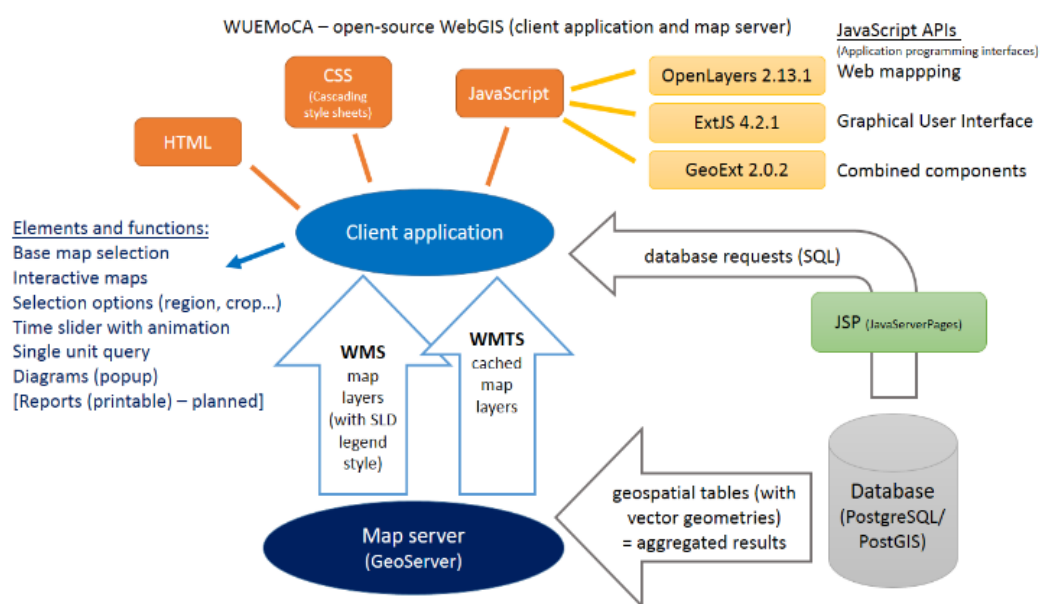 WUEMoCA – open-source WebGIS (client application and map server)
JavaScript APIs
(Application programming interfaces)
CSS
(Cascading
style sheets)
JavaScript
OpenLayers 2.13.1
Web mappping
HTML
ExtJS 4.2.1
Graphical User Interface
GeoExt 2.0.2
Combined components
Client application
Elements and functions:
Base map selection
Interactive maps
Selection options (region, crop...)
Time slider with animation
Single unit query
Diagrams (popup)
[Reports (printable) – planned]
database requests (SQL)
JSP (JavaServerPages)
WMS
map
layers
(with SLD
legend
style)
WMTS
cached
map
layers
geospatial tables (with
vector geometries)
= aggregated results
Database
(PostgreSQL/
PostGIS)
Map server
(GeoServer)